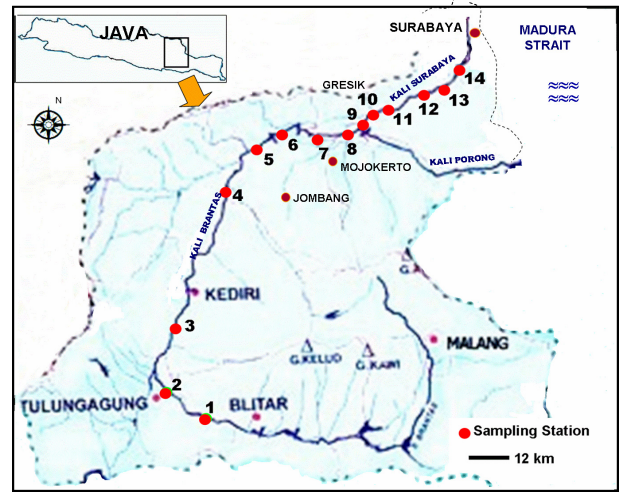 JAVA
SURABAYA
MADURA
STRAIT
N
GRESIK
KALI SURABAYA
14
13
12
11
10
9
8
7
6
5
KALI PORONG
MOJOKERTO
JOMBANG
4
KALI BRANTAS
KEDIRI
3
G.KELUD
G.KAWI
MALANG
2
TULUNGAGUNG
1
BLITAR
BRANTAS
Sampling Station
12 km